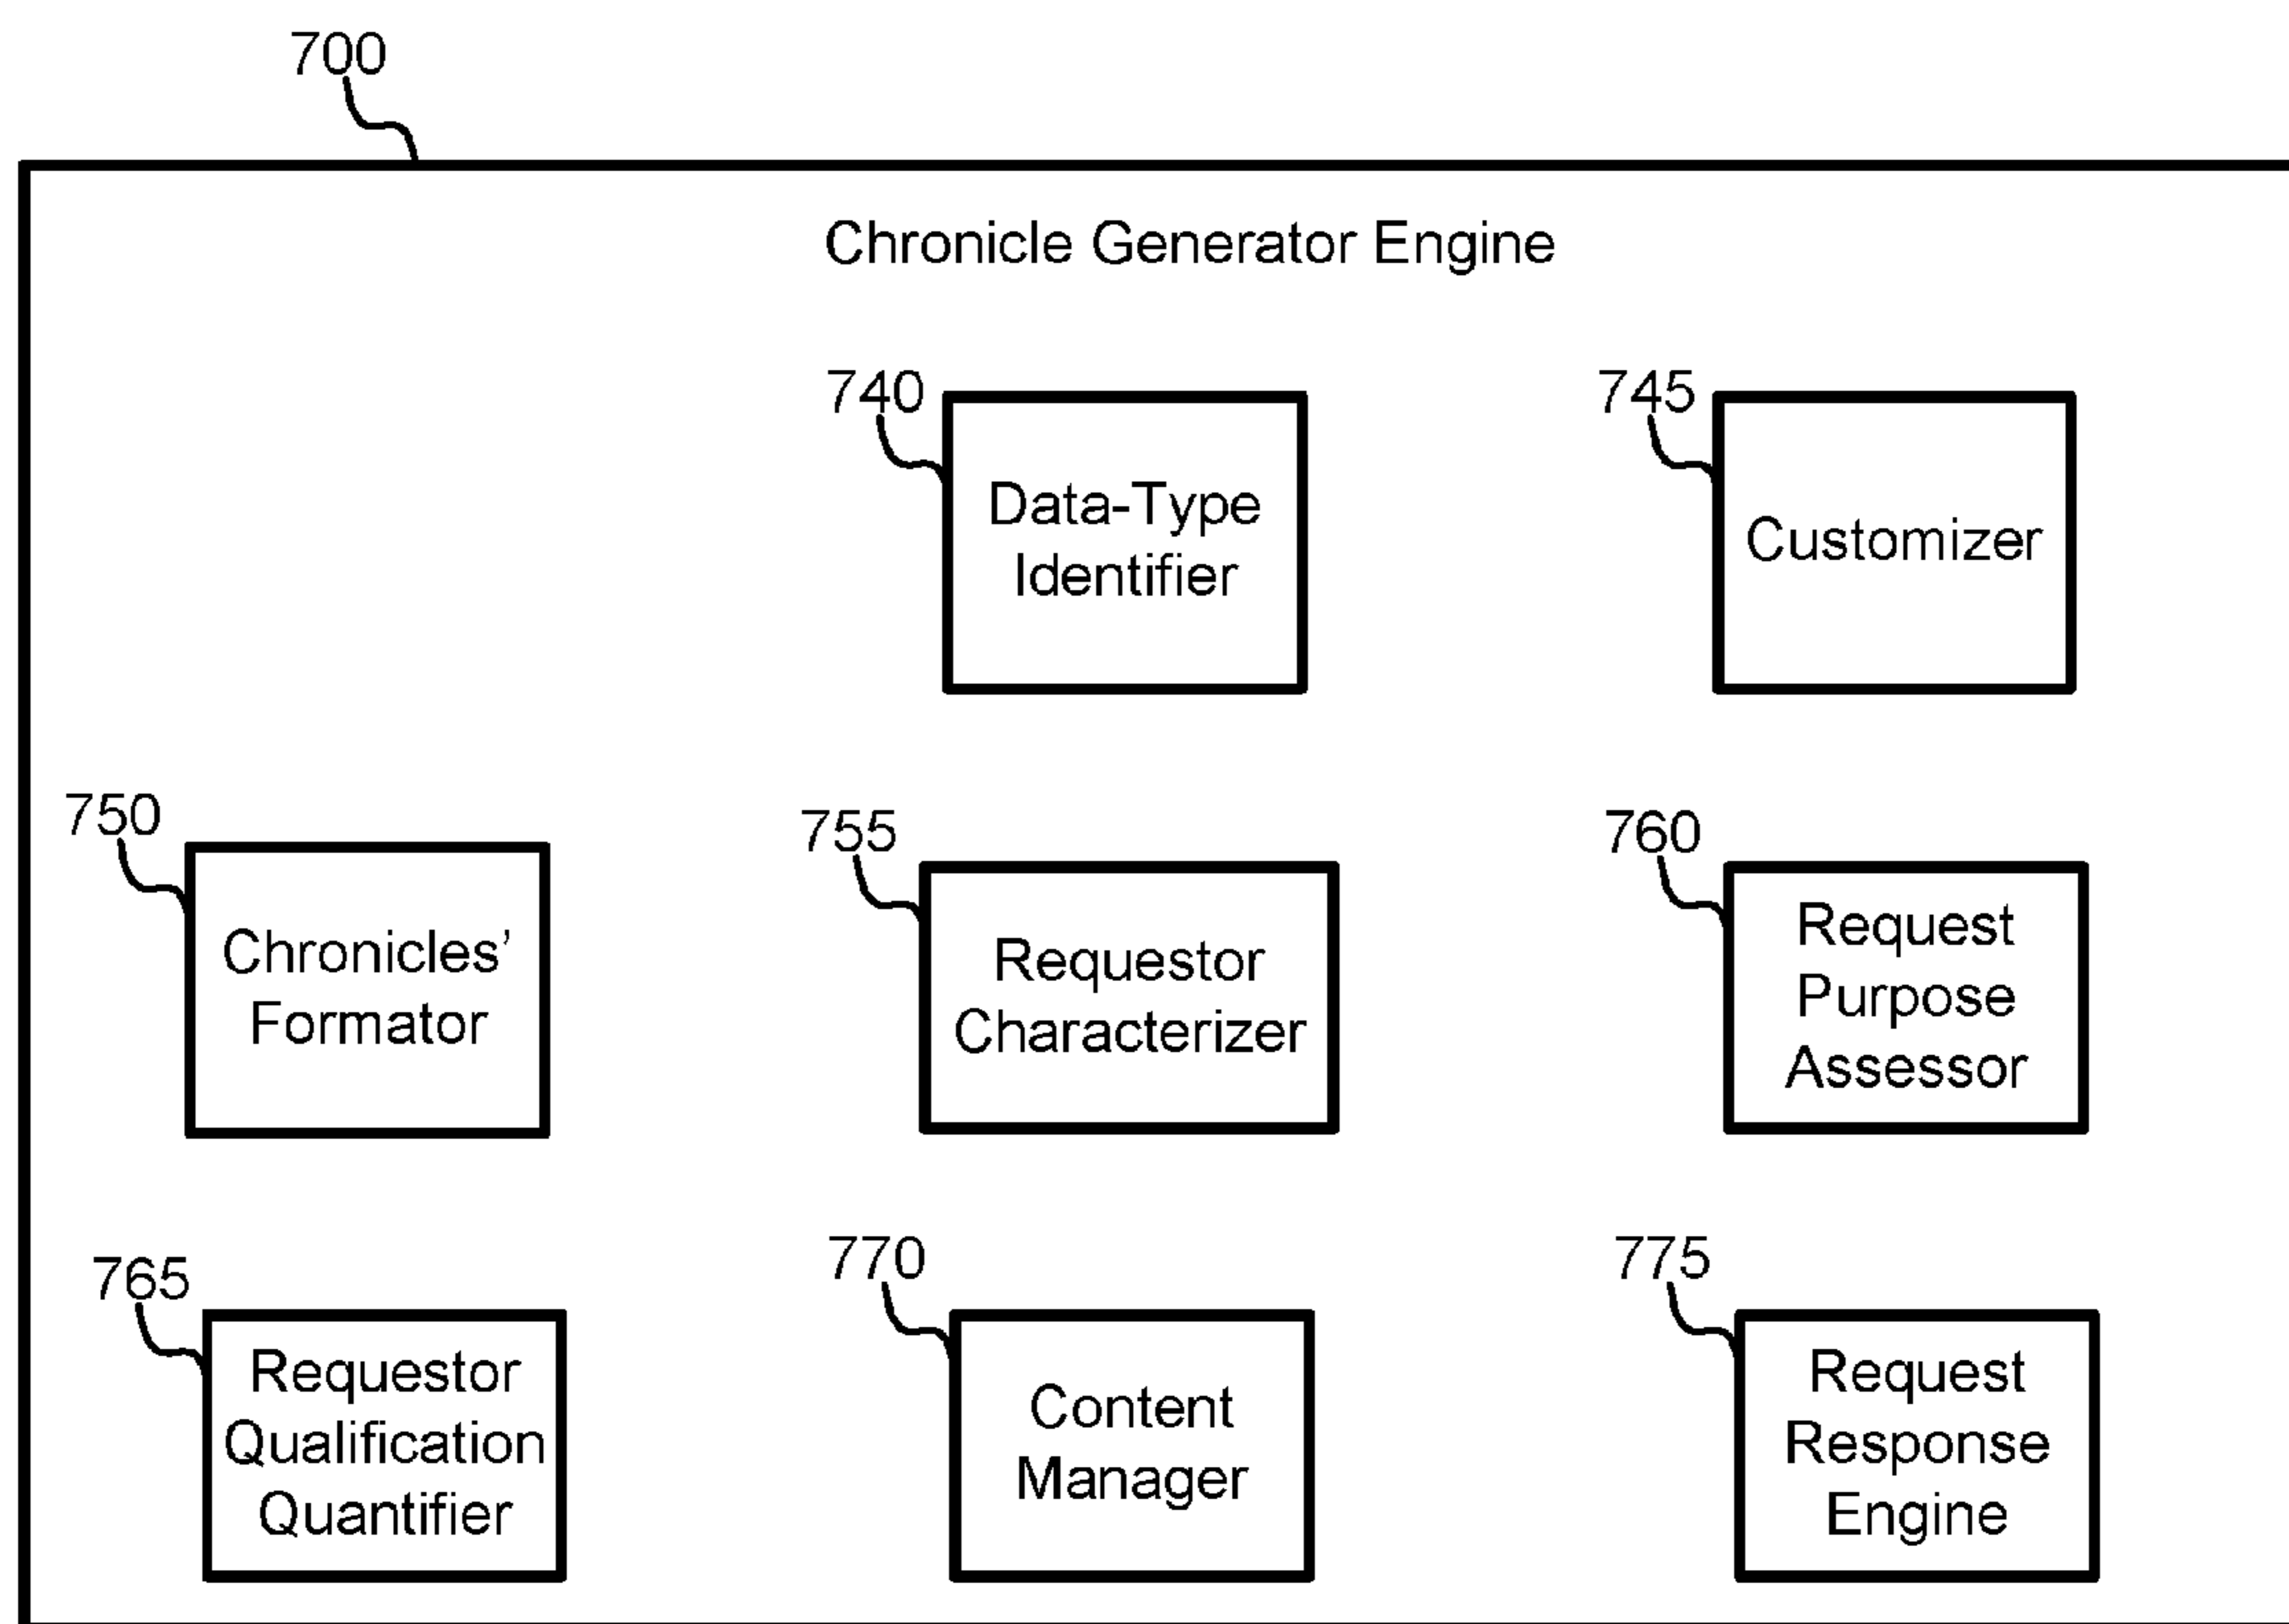 700
Chronicle Generator Engine
740
Data-Type
Identifier
745
Customizer
750
Chronicles’
Formator
755
Requestor
Characterizer
760
Request
Purpose
Assessor
765
Requestor
Qualification
Quantifier
770
Content
Manager
775
Request
Response
Engine